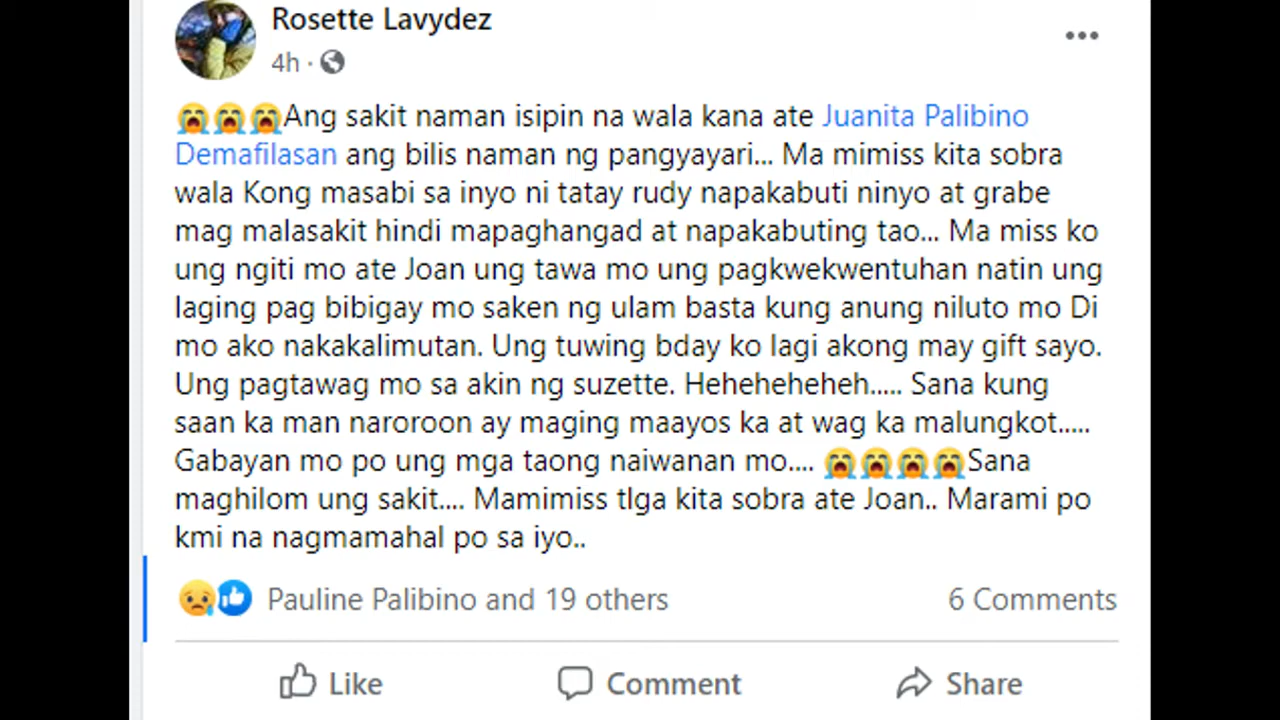 Rosette Lavydez
4h ·
😭😭😭Ang sakit naman isipin na wala kana ate Juanita Palibino
Demafilasan ang bilis naman ng pangyayari... Ma mimiss kita sobra
wala Kong masabi sa inyo ni tatay rudy napakabuti ninyo at grabe
mag malasakit hindi mapaghangad at napakabuting tao... Ma miss ko
ung ngiti mo ate Joan ung tawa mo ung pagkwekwentuhan natin ung
laging pag bibigay mo saken ng ulam basta kung anung niluto mo Di
mo ako nakakalimutan. Ung tuwing bday ko lagi akong may gift sayo.
Ung pagtawag mo sa akin ng suzette. Heheheheheh..... Sana kung
saan ka man naroroon ay maging maayos ka at wag ka malungkot.....
Gabayan mo po ung mga taong naiwanan mo.... 😭😭😭😭Sana
maghilom ung sakit.... Mamimiss tlga kita sobra ate Joan.. Marami po
kmi na nagmamahal po sa iyo..
Pauline Palibino and 19 others 6 Comments
Like Comment Share